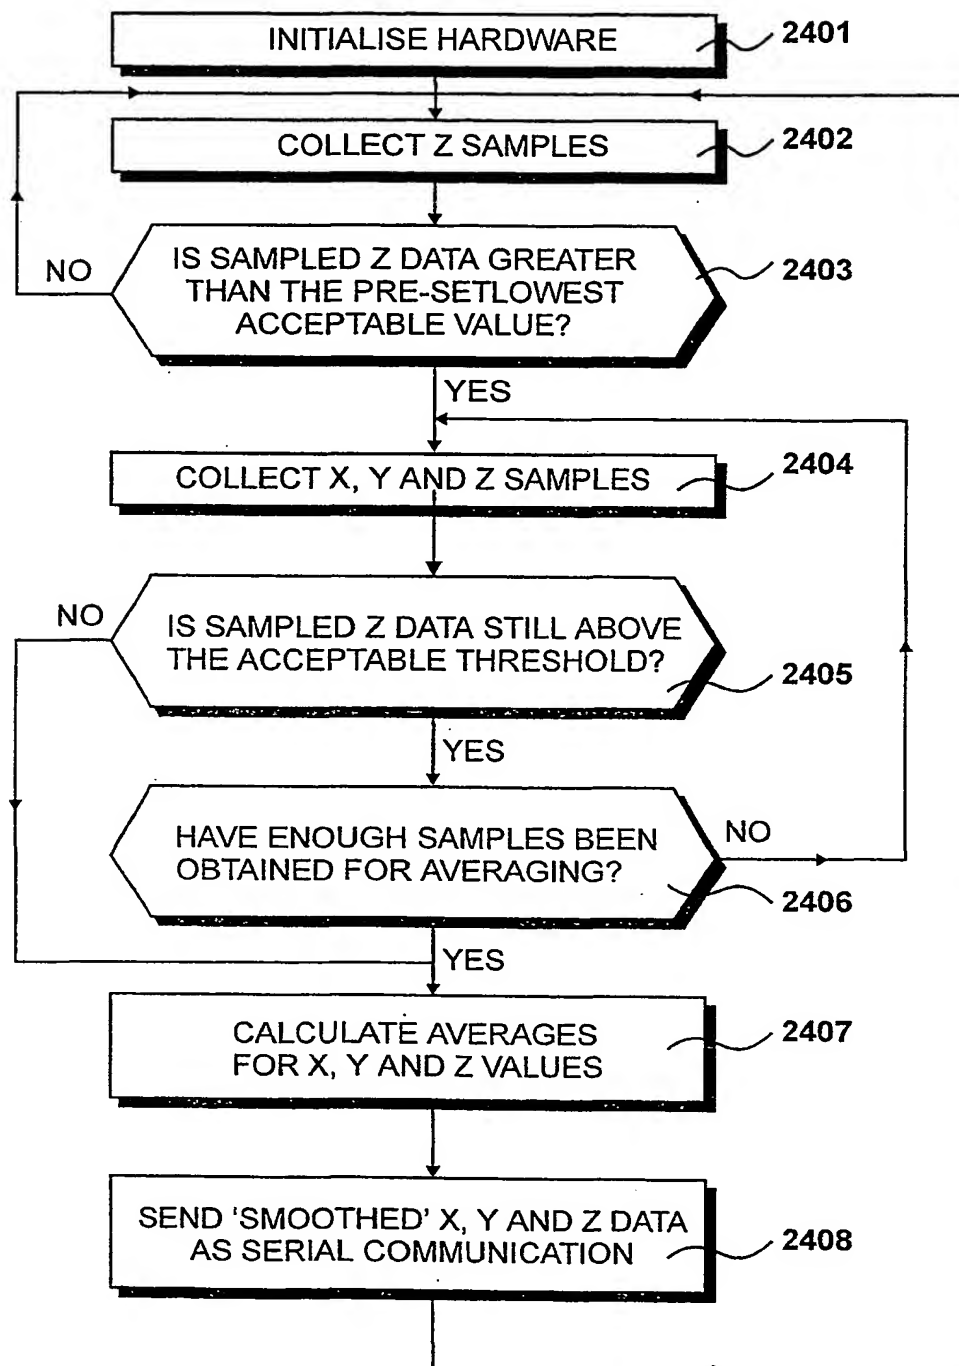 INITIALISE HARDWARE
2401
COLLECT Z SAMPLES
2402
IS SAMPLED Z DATA GREATER
THAN THE PRE-SETLOWEST
ACCEPTABLE VALUE?
2403
NO
YES
COLLECT X, Y AND Z SAMPLES
2404
NO
IS SAMPLED Z DATA STILL ABOVE
THE ACCEPTABLE THRESHOLD?
2405
YES
HAVE ENOUGH SAMPLES BEEN
OBTAINED FOR AVERAGING?
NO
2406
YES
CALCULATE AVERAGES
FOR X, Y AND Z VALUES
2407
SEND 'SMOOTHED' X, Y AND Z DATA
AS SERIAL COMMUNICATION
2408